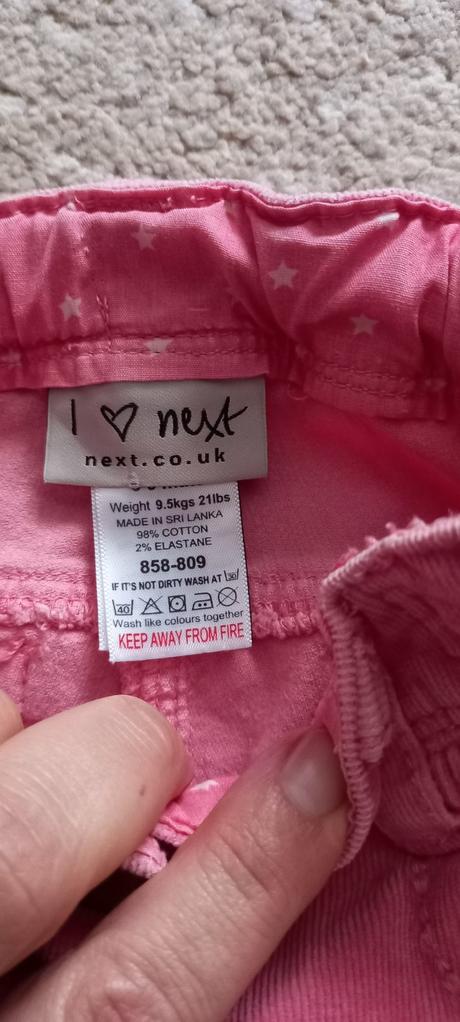 I ♡ next
next.co.uk
Weight 9.5kgs 21lbs
MADE IN SRI LANKA
98% COTTON
2% ELASTANE
858-809
IF IT'S NOT DIRTY WASH AT 30
40
Wash like colours together
KEEP AWAY FROM FIRE